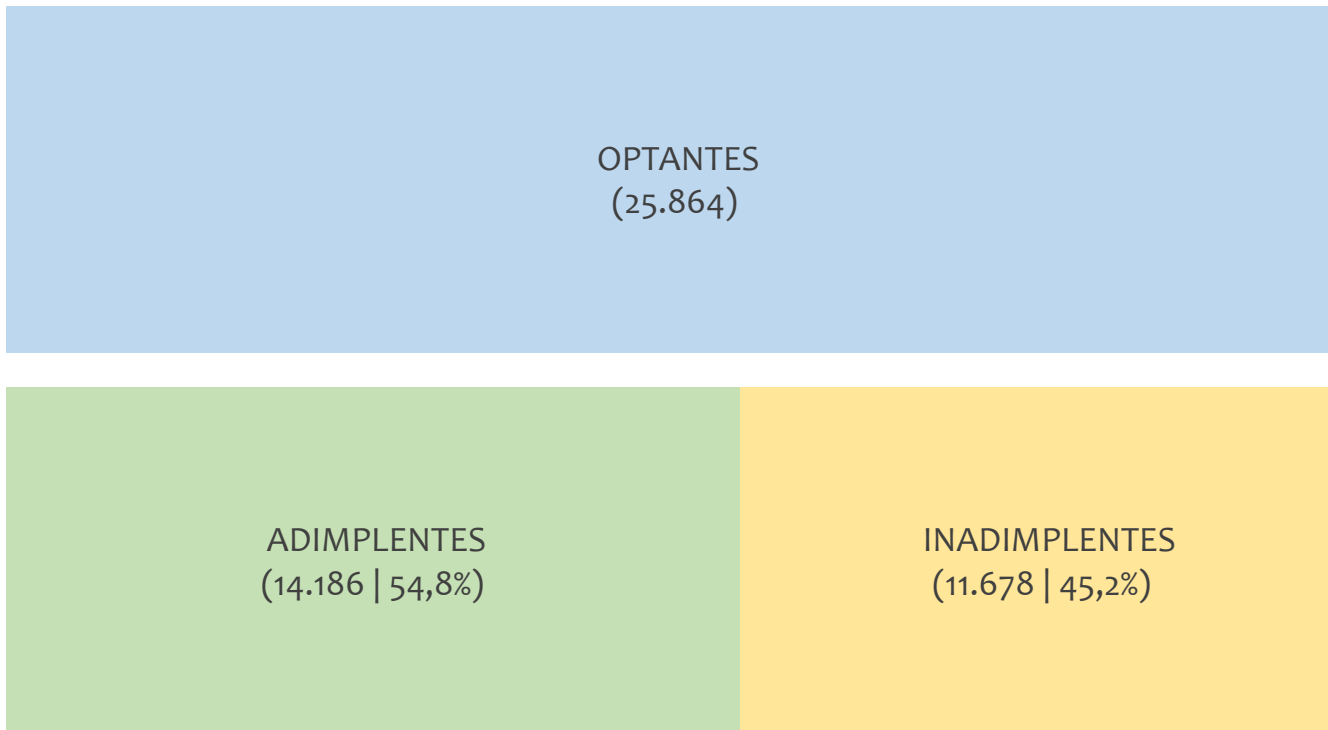 OPTANTES
(25.864)
ADIMPLENTES
(14.186 | 54,8%)
INADIMPLENTES
(11.678 | 45,2%)